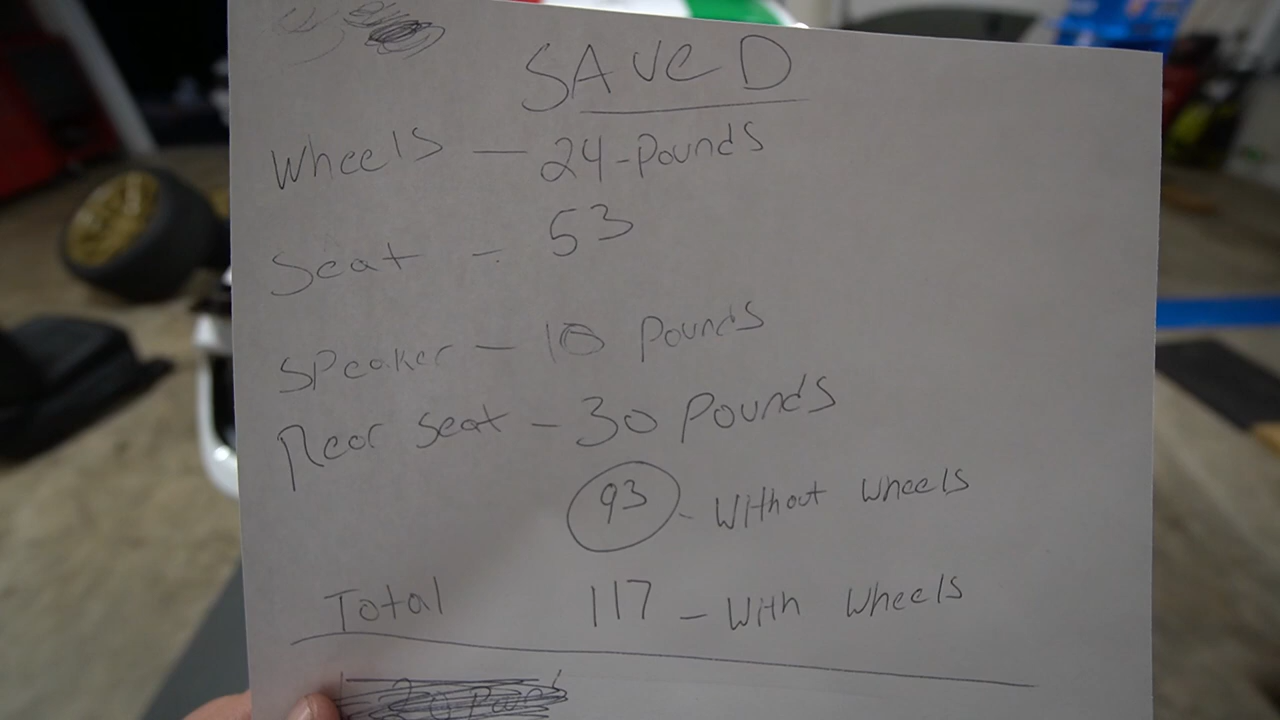 SAVED
Wheels — 24-Pounds
Seat - 53
Speaker — 10 Pounds
Rear Seat - 30 Pounds
93 - Without Wheels
Total 117 - With Wheels